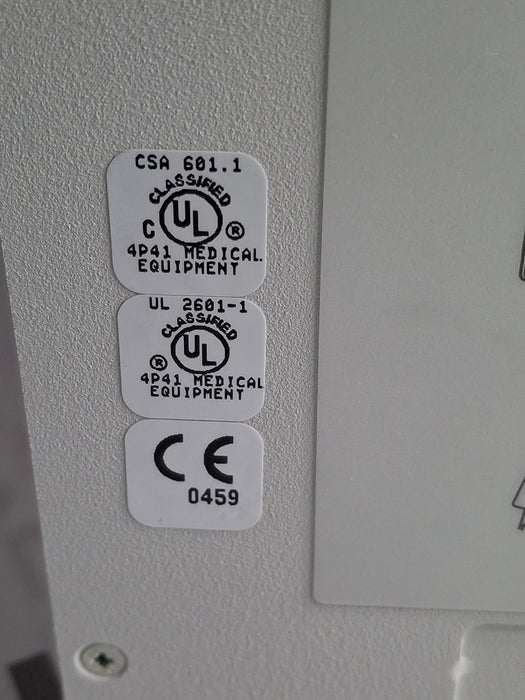 CSA 601.1
CLASSIFIED
C UL ®
4P41 MEDICAL
EQUIPMENT
UL 2601-1
CLASSIFIED
® UL
4P41 MEDICAL
EQUIPMENT
CE
0459